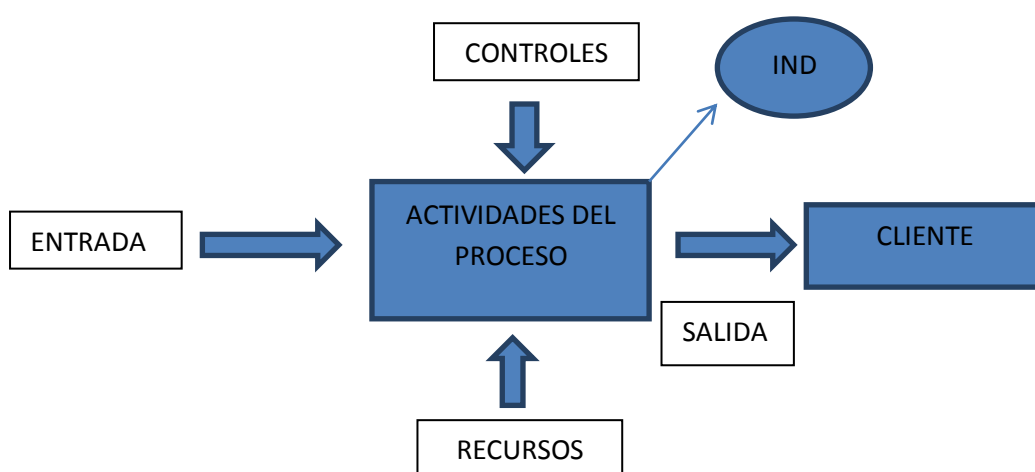 CONTROLES
IND
ENTRADA
ACTIVIDADES DEL
PROCESO
CLIENTE
SALIDA
RECURSOS